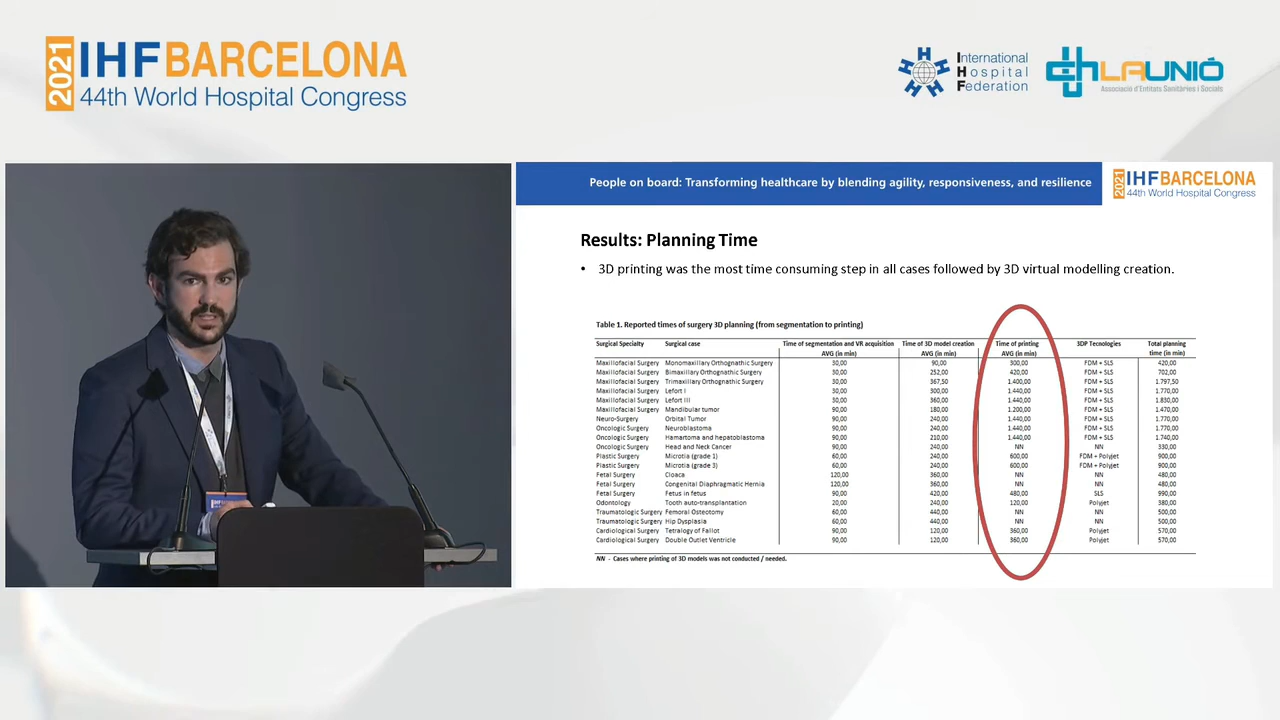 2021 IHF BARCELONA
44th World Hospital Congress
International
Hospital
Federation
LAUNIÓ
Associació d'Entitats Sanitàries i Socials
People on board: Transforming healthcare by blending agility, responsiveness, and resilience
2021 IHF BARCELONA
44th World Hospital Congress
Results: Planning Time
• 3D printing was the most time consuming step in all cases followed by 3D virtual modelling creation.
Table 1. Reported times of surgery 3D planning (from segmentation to printing)
Surgical Specialty Surgical case Time of segmentation and VR acquisition Time of 3D model creation Time of printing 3DP Tecnologies Total planning
AVG (in min) AVG (in min) AVG (in min) time (in min)
Maxillofacial Surgery Monomaxillary Orthognathic Surgery 30,00 90,00 300,00 FDM + SLS 420,00
Maxillofacial Surgery Bimaxillary Orthognathic Surgery 30,00 252,00 420,00 FDM + SLS 702,00
Maxillofacial Surgery Trimaxillary Orthognathic Surgery 30,00 367,50 1.400,00 FDM + SLS 1.797,50
Maxillofacial Surgery Lefort I 30,00 300,00 1.440,00 FDM + SLS 1.770,00
Maxillofacial Surgery Lefort III 30,00 360,00 1.440,00 FDM + SLS 1.830,00
Maxillofacial Surgery Mandibular tumor 90,00 180,00 1.200,00 FDM + SLS 1.470,00
Neuro-Surgery Orbital Tumor 90,00 240,00 1.440,00 FDM + SLS 1.770,00
Oncologic Surgery Neuroblastoma 90,00 240,00 1.440,00 FDM + SLS 1.770,00
Oncologic Surgery Hamartoma and hepatoblastoma 90,00 210,00 1.440,00 FDM + SLS 1.740,00
Oncologic Surgery Head and Neck Cancer 90,00 240,00 NN NN 330,00
Plastic Surgery Microtia (grade 1) 60,00 240,00 600,00 FDM + Polyjet 900,00
Plastic Surgery Microtia (grade 3) 60,00 240,00 600,00 FDM + Polyjet 900,00
Fetal Surgery Cloaca 120,00 360,00 NN NN 480,00
Fetal Surgery Congenital Diaphragmatic Hernia 120,00 360,00 NN NN 480,00
Fetal Surgery Fetus in fetus 90,00 420,00 480,00 SLS 990,00
Odontology Tooth auto-transplantation 20,00 240,00 120,00 Polyjet 380,00
Traumatologic Surgery Femoral Osteotomy 60,00 440,00 NN NN 500,00
Traumatologic Surgery Hip Dysplasia 60,00 440,00 NN NN 500,00
Cardiological Surgery Tetralogy of Fallot 90,00 120,00 360,00 Polyjet 570,00
Cardiological Surgery Double Outlet Ventricle 90,00 120,00 360,00 Polyjet 570,00
NN - Cases where printing of 3D models was not conducted / needed.